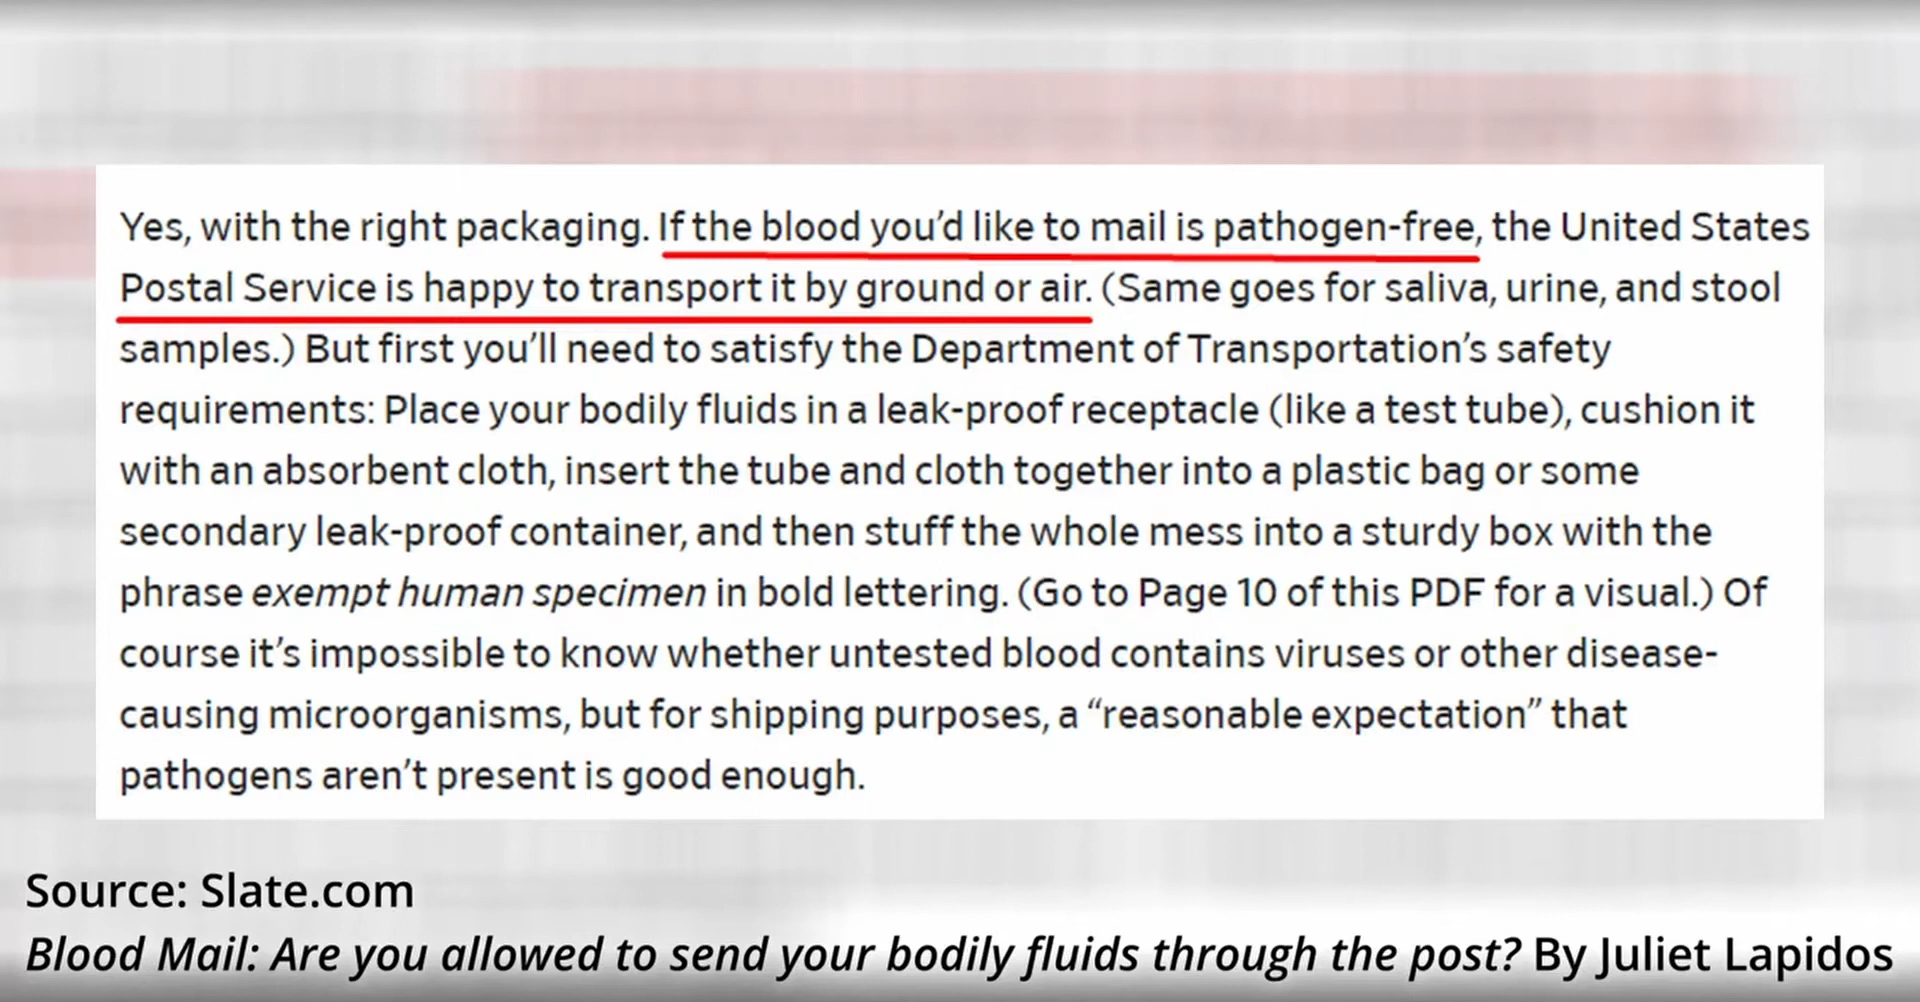 Yes, with the right packaging. If the blood you’d like to mail is pathogen-free, the United States
Postal Service is happy to transport it by ground or air. (Same goes for saliva, urine, and stool
samples.) But first you’ll need to satisfy the Department of Transportation’s safety
requirements: Place your bodily fluids in a leak-proof receptacle (like a test tube), cushion it
with an absorbent cloth, insert the tube and cloth together into a plastic bag or some
secondary leak-proof container, and then stuff the whole mess into a sturdy box with the
phrase exempt human specimen in bold lettering. (Go to Page 10 of this PDF for a visual.) Of
course it’s impossible to know whether untested blood contains viruses or other disease-
causing microorganisms, but for shipping purposes, a “reasonable expectation” that
pathogens aren’t present is good enough.
Source: Slate.com
Blood Mail: Are you allowed to send your bodily fluids through the post? By Juliet Lapidos